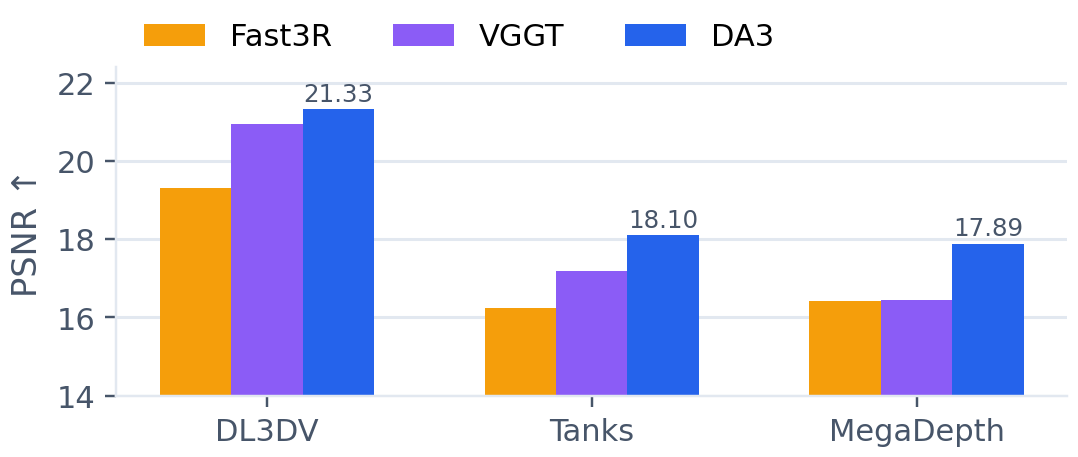 Fast3R VGGT DA3
PSNR ↑
22
20
18
16
14
21.33
18.10
17.89
DL3DV Tanks MegaDepth